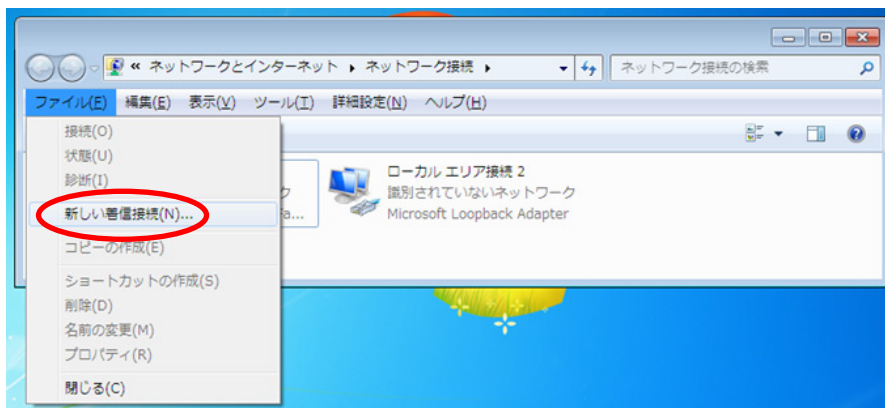 « ネットワークとインターネット ▸ ネットワーク接続 ▸
ネットワーク接続の検索
ファイル(F) 編集(E) 表示(V) ツール(T) 詳細設定(N) ヘルプ(H)
接続(O)
状態(U)
診断(I)
新しい着信接続(N)...
コピーの作成(E)
ショートカットの作成(S)
削除(D)
名前の変更(M)
プロパティ(R)
閉じる(C)
ク
a...
ローカル エリア接続 2
識別されていないネットワーク
Microsoft Loopback Adapter